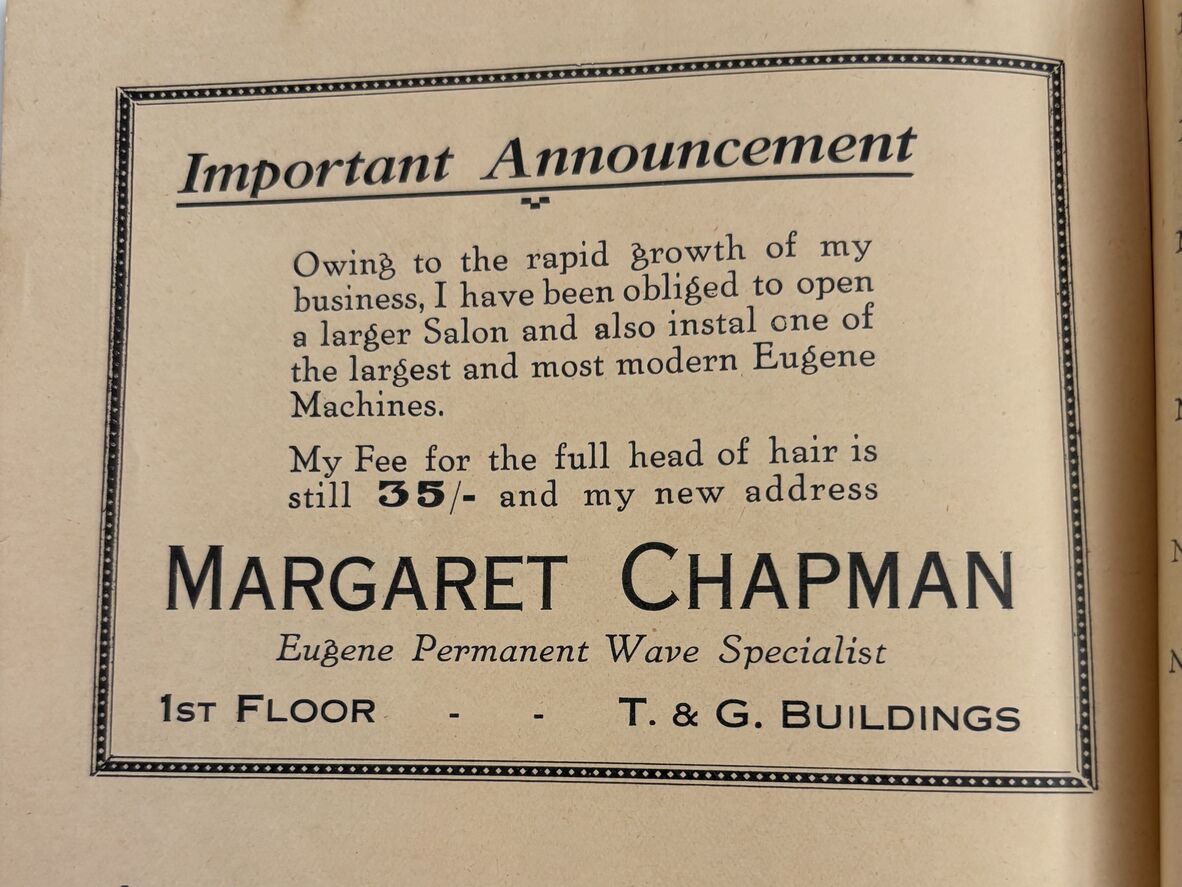 Important Announcement
Owing to the rapid growth of my
business, I have been obliged to open
a larger Salon and also instal one of
the largest and most modern Eugene
Machines.
My Fee for the full head of hair is
still 35/- and my new address
MARGARET CHAPMAN
Eugene Permanent Wave Specialist
1ST FLOOR - - T. & G. BUILDINGS